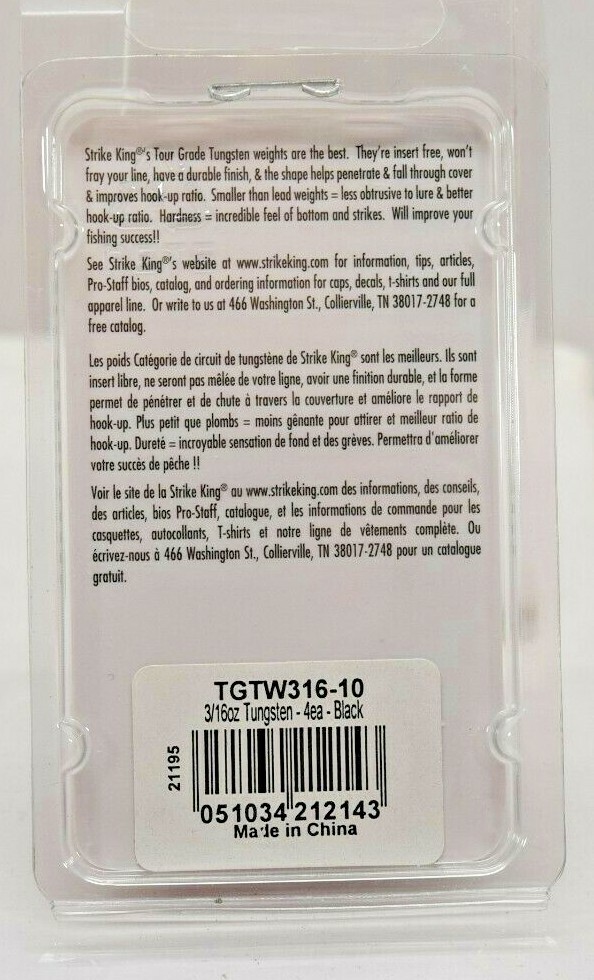 Strike King®'s Tour Grade Tungsten weights are the best. They're insert free, won't
fray your line, have a durable finish, & the shape helps penetrate & fall through cover
& improves hook-up ratio. Smaller than lead weights = less obtrusive to lure & better
hook-up ratio. Hardness = incredible feel of bottom and strikes. Will improve your
fishing success!!
See Strike King®'s website at www.strikeking.com for information, tips, articles,
Pro-Staff bios, catalog, and ordering information for caps, decals, t-shirts and our full
apparel line. Or write to us at 466 Washington St., Collierville, TN 38017-2748 for a
free catalog.
Les poids Catégorie de circuit de tungstène de Strike King® sont les meilleurs. Ils sont
insert libre, ne seront pas mêlée de votre ligne, avoir une finition durable, et la forme
permet de pénétrer et de chute à travers la couverture et améliore le rapport de
hook-up. Plus petit que plombs = moins gênante pour attirer et meilleur ratio de
hook-up. Dureté = incroyable sensation de fond et des grèves. Permettra d'améliorer
votre succès de pêche !!
Voir le site de la Strike King® au www.strikeking.com des informations, des conseils,
des articles, bios Pro-Staff, catalogue, et les informations de commande pour les
casquettes, autocollants, T-shirts et notre ligne de vêtements complète. Ou
écrivez-nous à 466 Washington St., Collierville, TN 38017-2748 pour un catalogue
gratuit.
TGTW316-10
3/16oz Tungsten - 4ea - Black
21195
051034 212143
Made in China